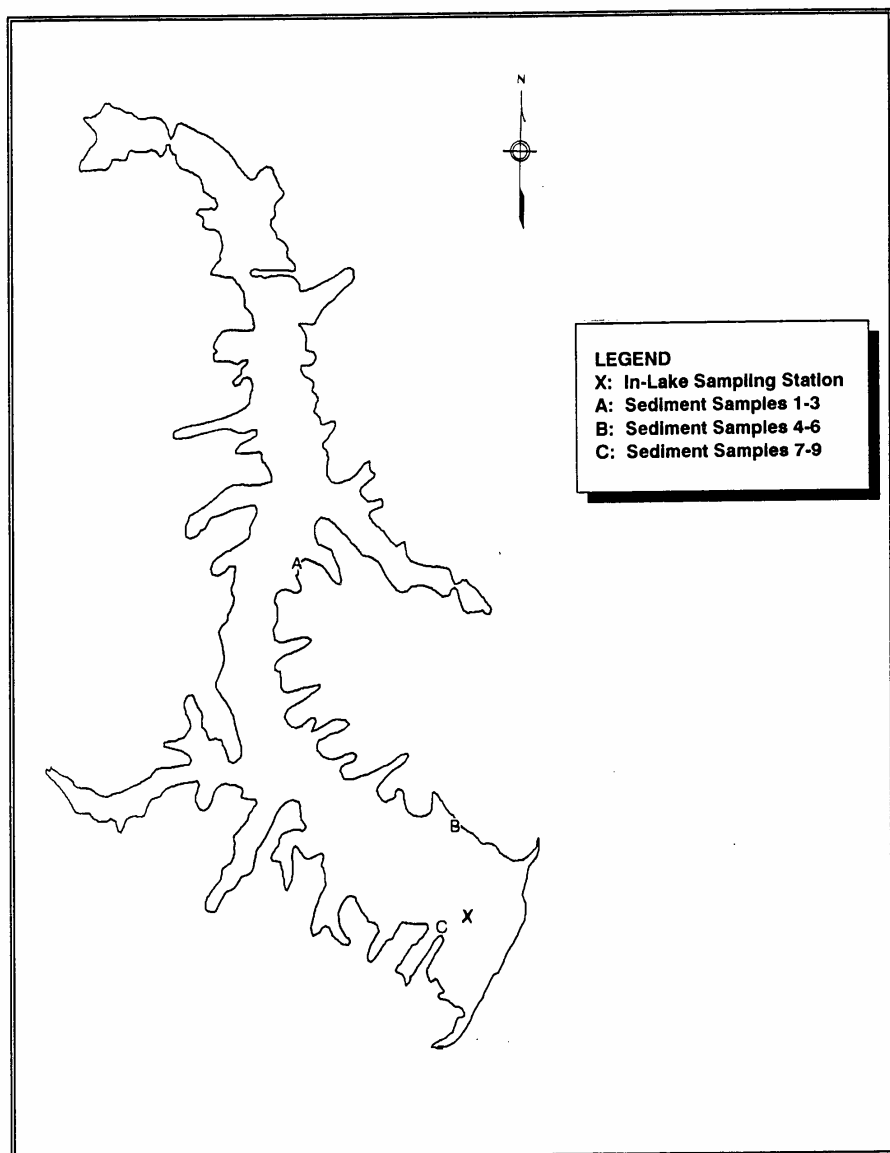 N
LEGEND
X: In-Lake Sampling Station
A: Sediment Samples 1-3
B: Sediment Samples 4-6
C: Sediment Samples 7-9
A
B
X
C